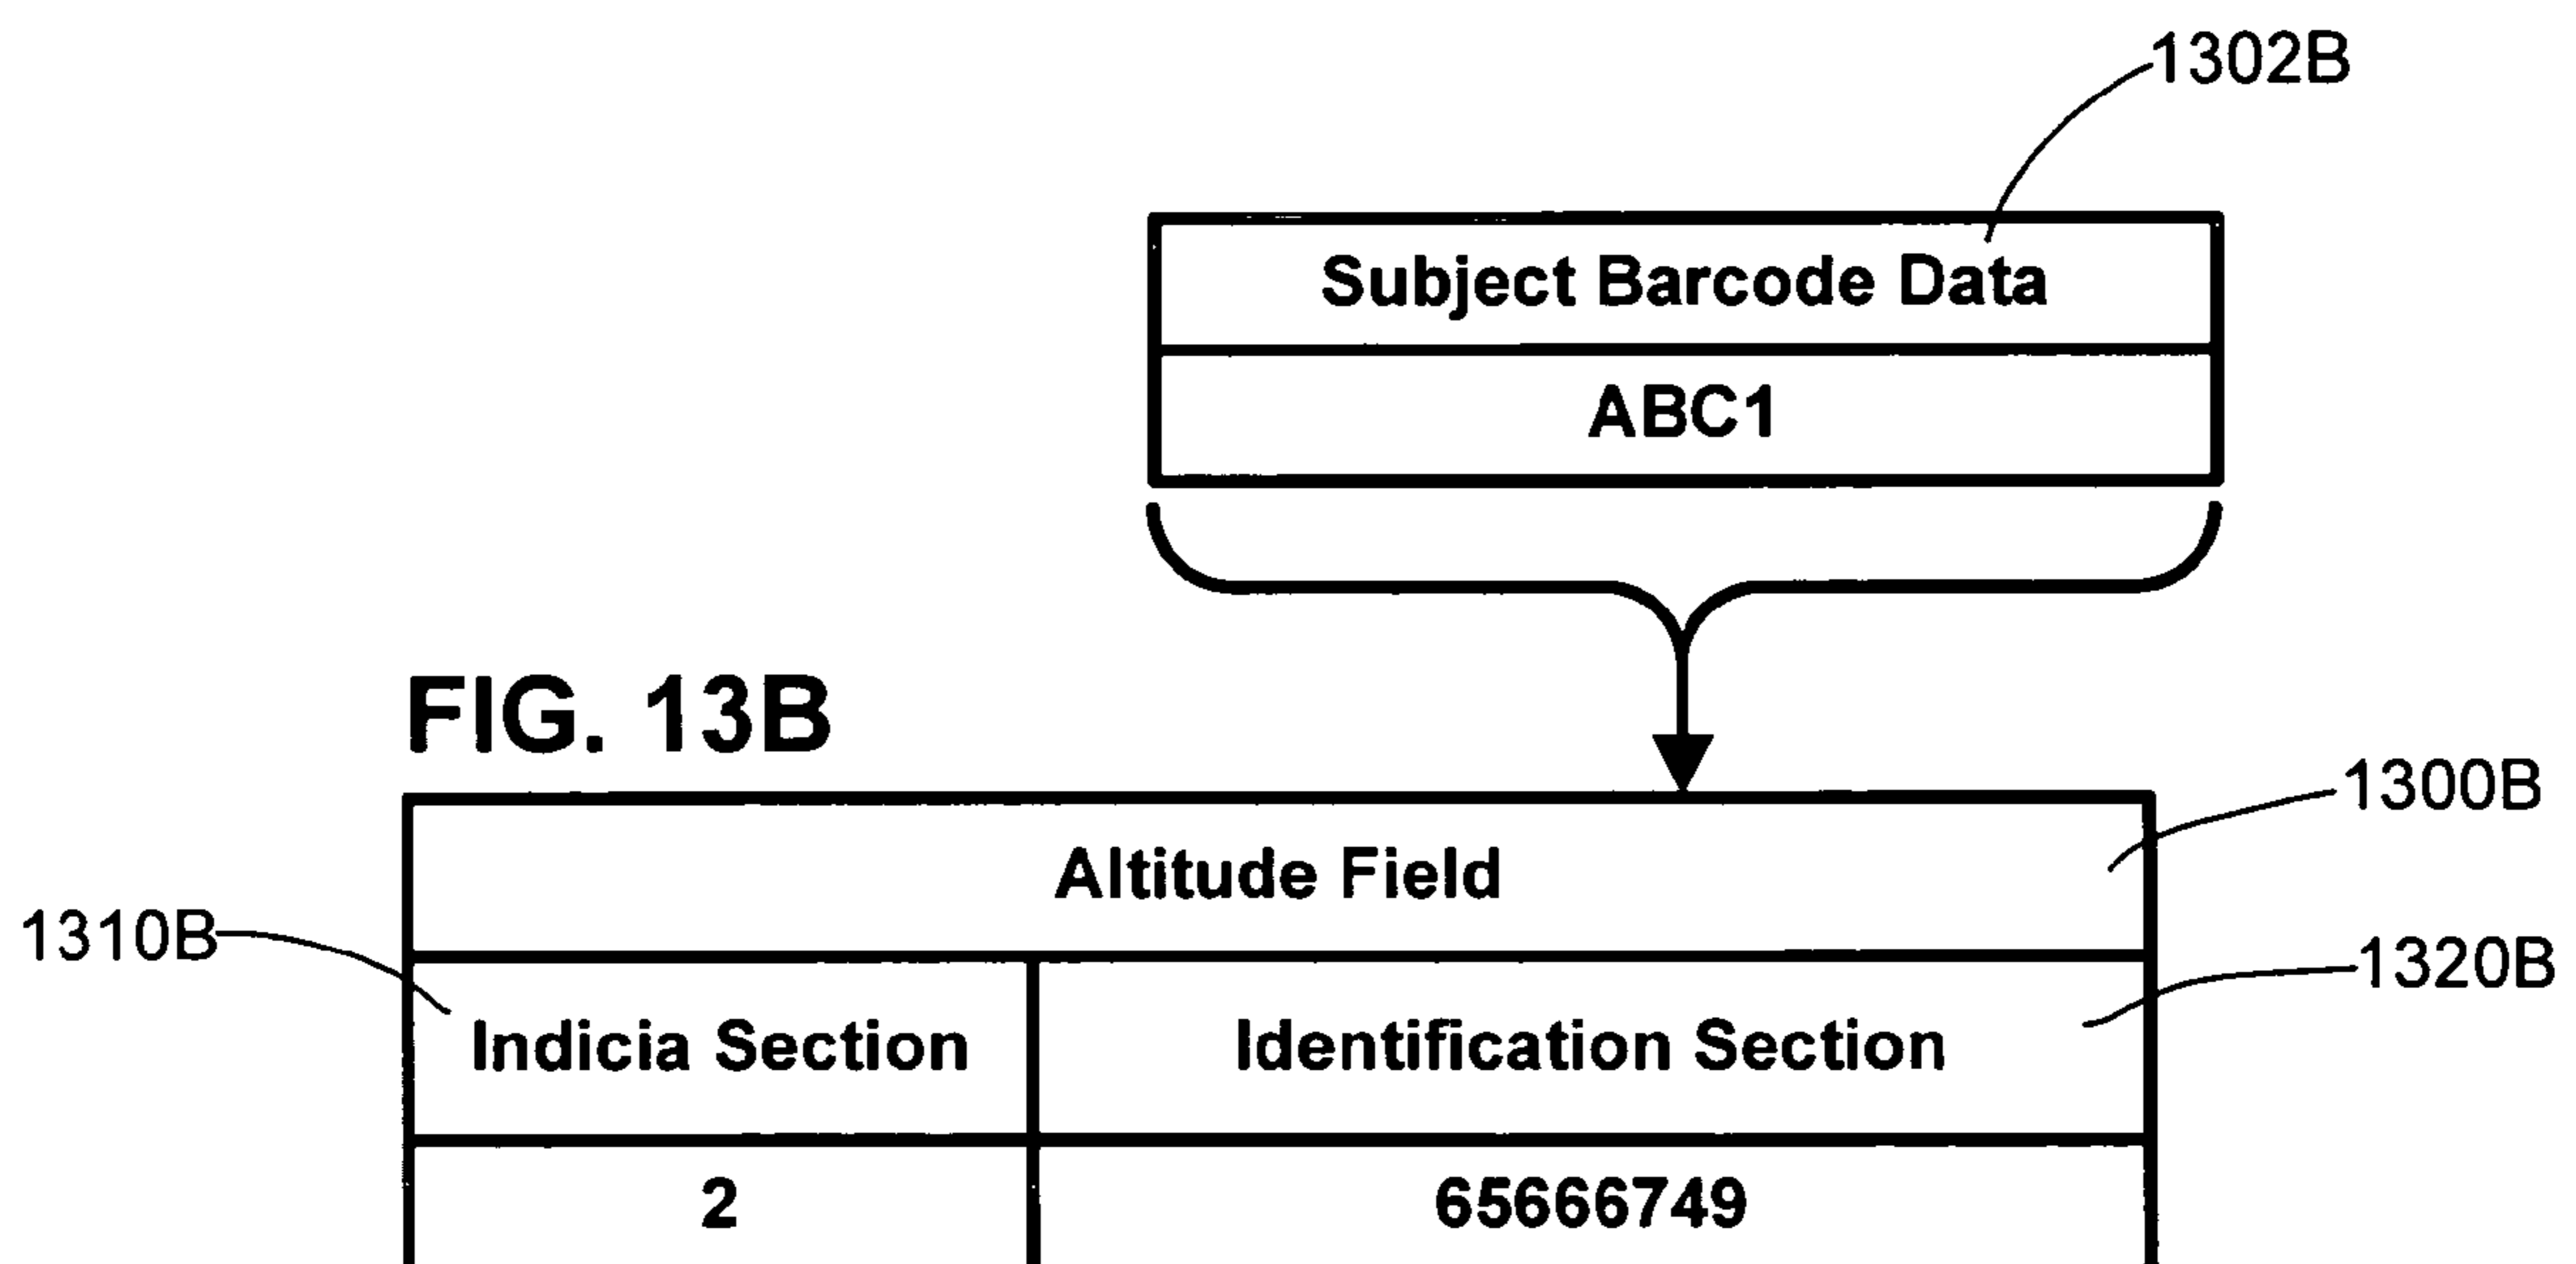 1302B
Subject Barcode Data
ABC1
FIG. 13B
1300B
Altitude Field
1310B
1320B
Indicia Section Identification Section
2 65666749